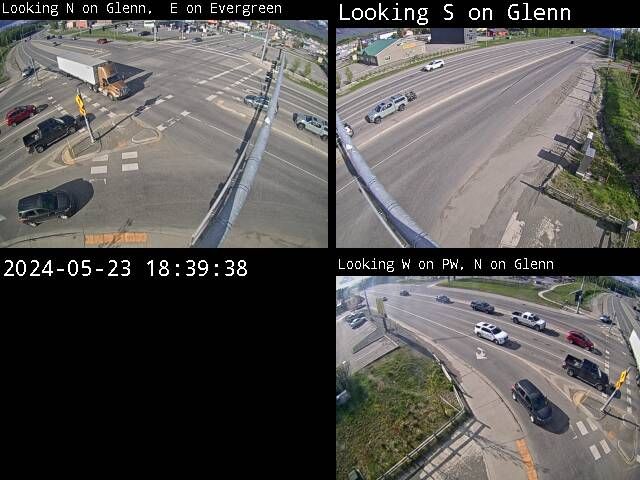 Looking N on Glenn, E on Evergreen
Looking S on Glenn
2024-05-23 18:39:38
Looking W on PW, N on Glenn